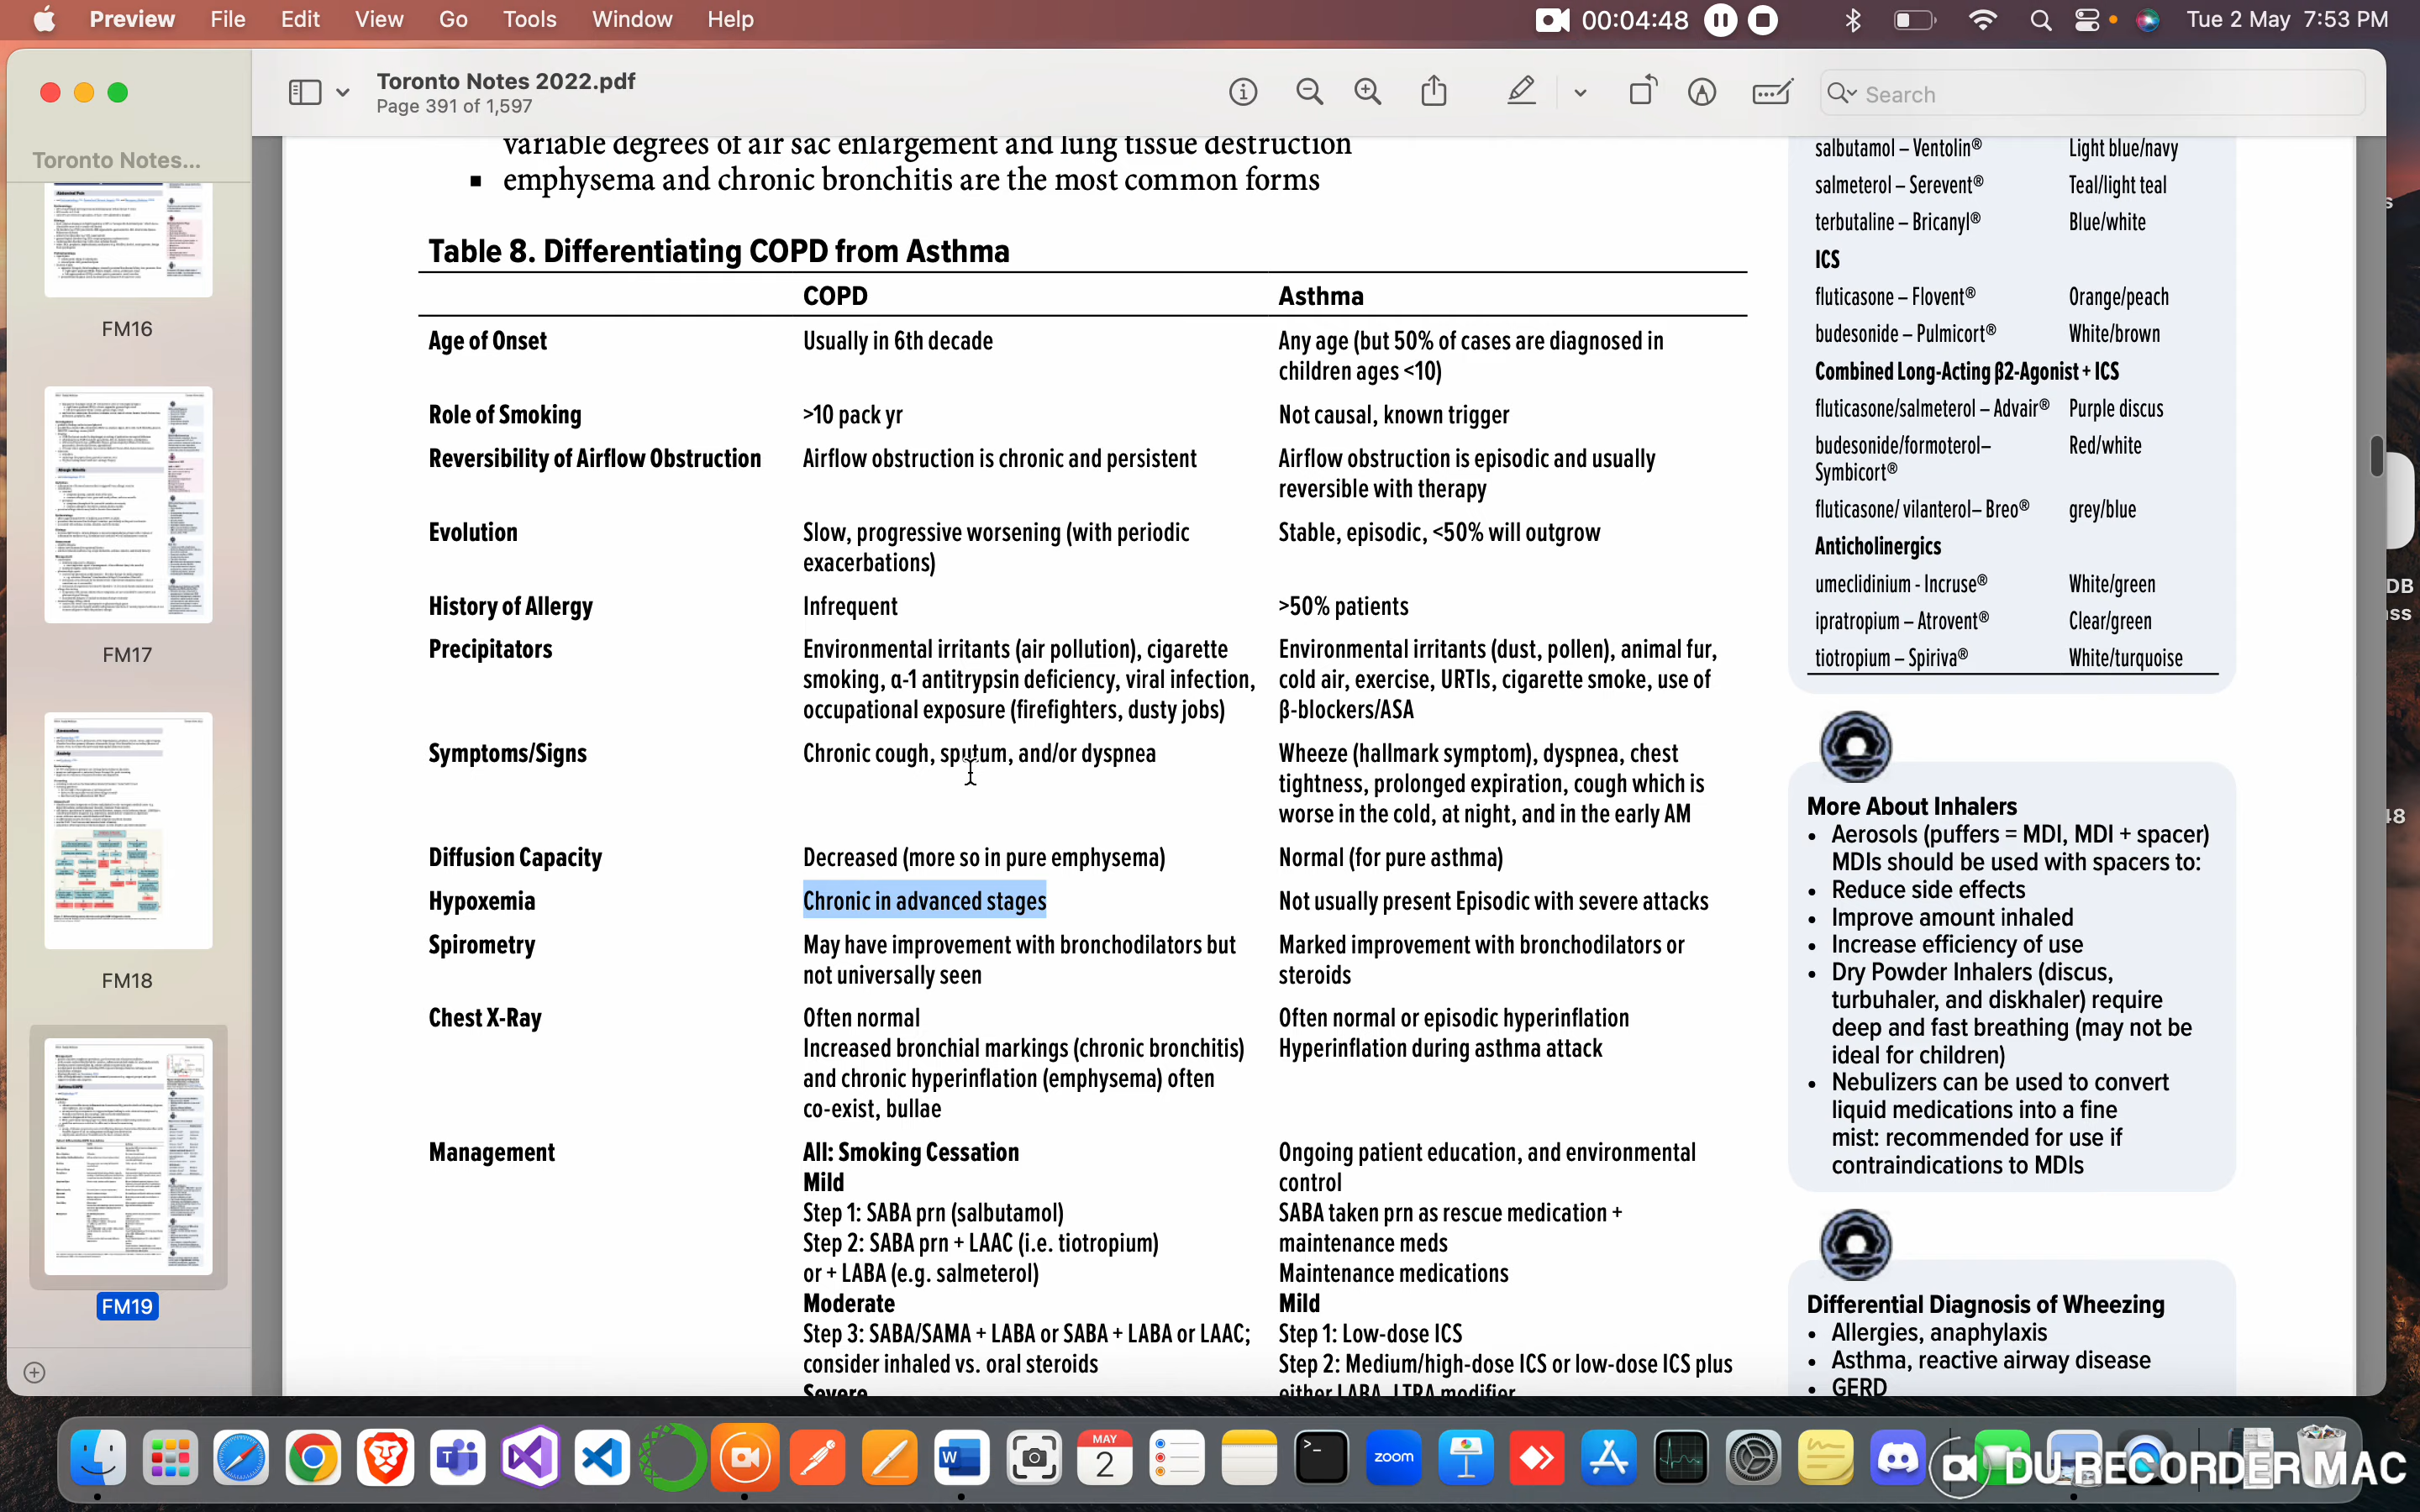 Preview File Edit View Go Tools Window Help 00:04:48 Tue 2 May 7:53 PM
Toronto Notes 2022.pdf
Page 391 of 1,597
Search
Toronto Notes...
FM16
FM17
FM18
FM19
variable degrees of air sac enlargement and lung tissue destruction
■ emphysema and chronic bronchitis are the most common forms
Table 8. Differentiating COPD from Asthma
COPD Asthma
Age of Onset Usually in 6th decade Any age (but 50% of cases are diagnosed in
children ages <10)
Role of Smoking >10 pack yr Not causal, known trigger
Reversibility of Airflow Obstruction Airflow obstruction is chronic and persistent Airflow obstruction is episodic and usually
reversible with therapy
Evolution Slow, progressive worsening (with periodic Stable, episodic, <50% will outgrow
exacerbations)
History of Allergy Infrequent >50% patients
Precipitators Environmental irritants (air pollution), cigarette Environmental irritants (dust, pollen), animal fur,
smoking, α-1 antitrypsin deficiency, viral infection, cold air, exercise, URTIs, cigarette smoke, use of
occupational exposure (firefighters, dusty jobs) β-blockers/ASA
Symptoms/Signs Chronic cough, sputum, and/or dyspnea Wheeze (hallmark symptom), dyspnea, chest
tightness, prolonged expiration, cough which is
worse in the cold, at night, and in the early AM
Diffusion Capacity Decreased (more so in pure emphysema) Normal (for pure asthma)
Hypoxemia Chronic in advanced stages Not usually present Episodic with severe attacks
Spirometry May have improvement with bronchodilators but Marked improvement with bronchodilators or
not universally seen steroids
Chest X-Ray Often normal Often normal or episodic hyperinflation
Increased bronchial markings (chronic bronchitis) Hyperinflation during asthma attack
and chronic hyperinflation (emphysema) often
co-exist, bullae
Management All: Smoking Cessation Ongoing patient education, and environmental
Mild control
Step 1: SABA prn (salbutamol) SABA taken prn as rescue medication +
Step 2: SABA prn + LAAC (i.e. tiotropium) maintenance meds
or + LABA (e.g. salmeterol) Maintenance medications
Moderate Mild
Step 3: SABA/SAMA + LABA or SABA + LABA or LAAC; Step 1: Low-dose ICS
consider inhaled vs. oral steroids Step 2: Medium/high-dose ICS or low-dose ICS plus
Severe either LABA, LTRA modifier
salbutamol – Ventolin® Light blue/navy
salmeterol – Serevent® Teal/light teal
terbutaline – Bricanyl® Blue/white
ICS
fluticasone – Flovent® Orange/peach
budesonide – Pulmicort® White/brown
Combined Long-Acting β2-Agonist + ICS
fluticasone/salmeterol – Advair® Purple discus
budesonide/formoterol– Red/white
Symbicort®
fluticasone/ vilanterol– Breo® grey/blue
Anticholinergics
umeclidinium - Incruse® White/green
ipratropium – Atrovent® Clear/green
tiotropium – Spiriva® White/turquoise
More About Inhalers
• Aerosols (puffers = MDI, MDI + spacer)
MDIs should be used with spacers to:
• Reduce side effects
• Improve amount inhaled
• Increase efficiency of use
• Dry Powder Inhalers (discus,
turbuhaler, and diskhaler) require
deep and fast breathing (may not be
ideal for children)
• Nebulizers can be used to convert
liquid medications into a fine
mist: recommended for use if
contraindications to MDIs
Differential Diagnosis of Wheezing
• Allergies, anaphylaxis
• Asthma, reactive airway disease
• GERD
MAY
2
zoom
DU RECORDER MAC